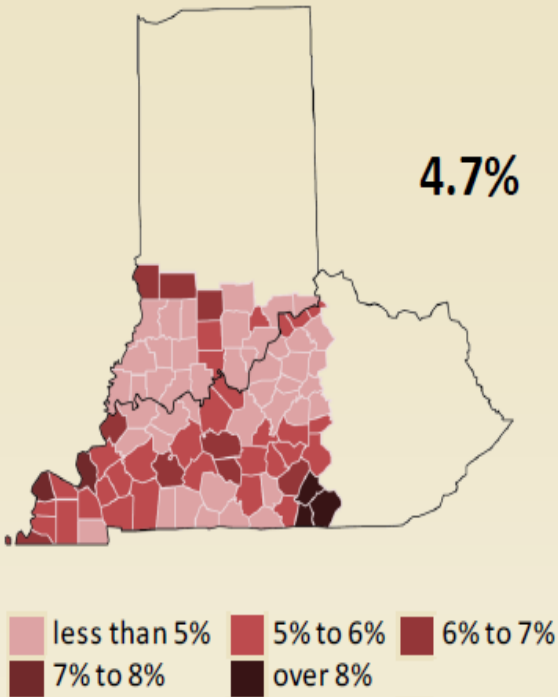 4.7%
less than 5% 5% to 6% 6% to 7%
7% to 8% over 8%